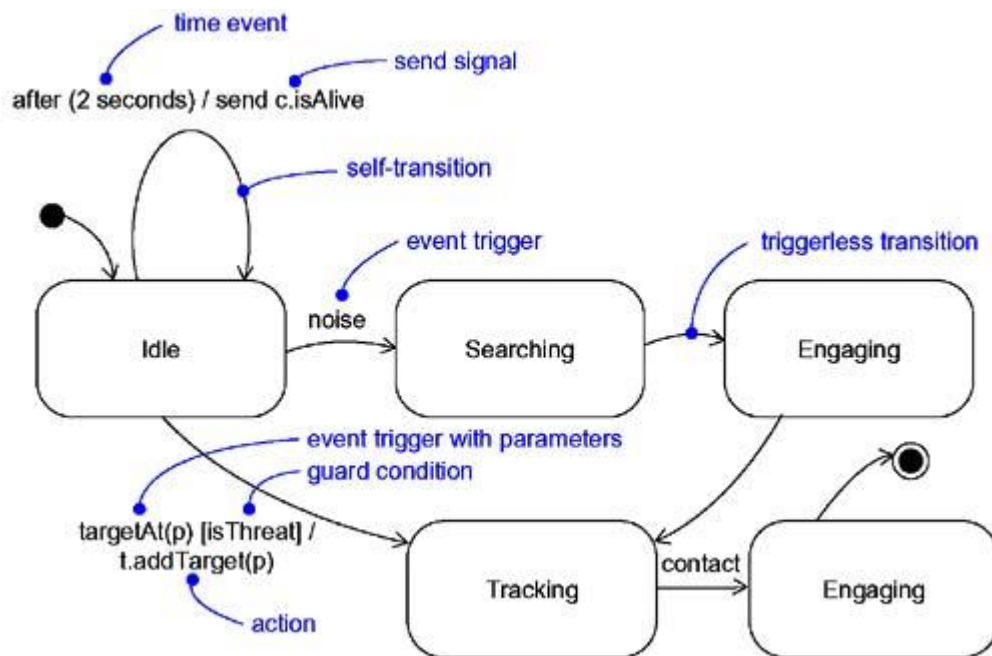 time event
send signal
after (2 seconds) / send c.isAlive
self-transition
event trigger
triggerless transition
noise
Idle
Searching
Engaging
event trigger with parameters
guard condition
targetAt(p) [isThreat] /
t.addTarget(p)
contact
Tracking
Engaging
action